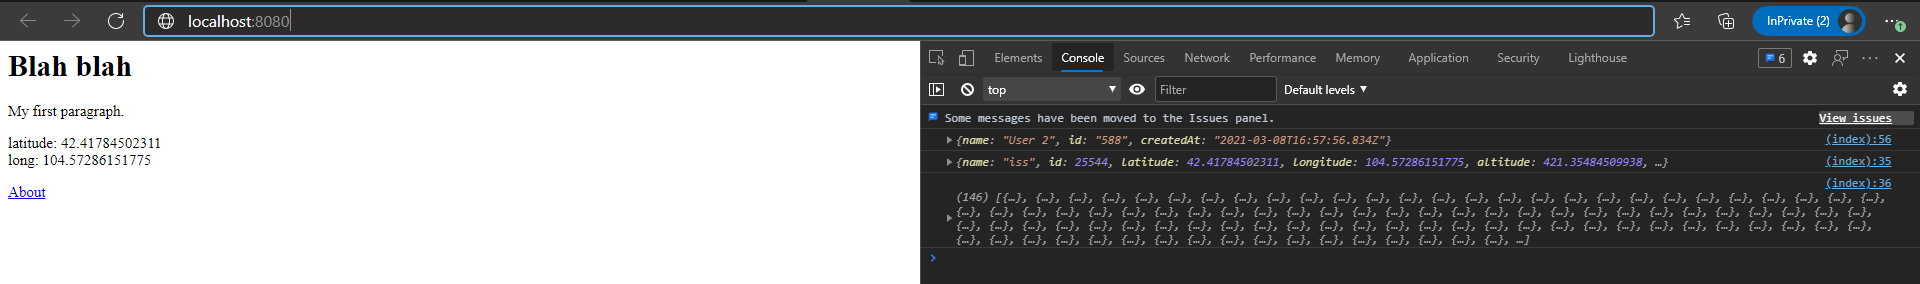 localhost:8080
InPrivate (2)
Blah blah
My first paragraph.
latitude: 42.41784502311
long: 104.57286151775
About
Elements Console Sources Network Performance Memory Application Security Lighthouse 6
top Filter Default levels
Some messages have been moved to the Issues panel. View issues
{name: "User 2", id: "588", createdAt: "2021-03-08T16:57:56.834Z"} (index):56
{name: "iss", id: 25544, latitude: 42.41784502311, longitude: 104.57286151775, altitude: 421.35484509938, …} (index):35
(index):36
(146) [{…}, {…}, {…}, {…}, {…}, {…}, {…}, {…}, {…}, {…}, {…}, {…}, {…}, {…}, {…}, {…}, {…}, {…}, {…}, {…}, {…}, {…}, {…}, {…}, {…}, {…}, {…},
{…}, {…}, {…}, {…}, {…}, {…}, {…}, {…}, {…}, {…}, {…}, {…}, {…}, {…}, {…}, {…}, {…}, {…}, {…}, {…}, {…}, {…}, {…}, {…}, {…}, {…}, {…}, {…},
{…}, {…}, {…}, {…}, {…}, {…}, {…}, {…}, {…}, {…}, {…}, {…}, {…}, {…}, {…}, {…}, {…}, {…}, {…}, {…}, {…}, {…}, {…}, {…}, {…}, {…}, {…}, {…},
{…}, {…}, {…}, {…}, {…}, {…}, {…}, {…}, {…}, {…}, {…}, {…}, {…}, {…}, {…}, {…}, {…}, …]